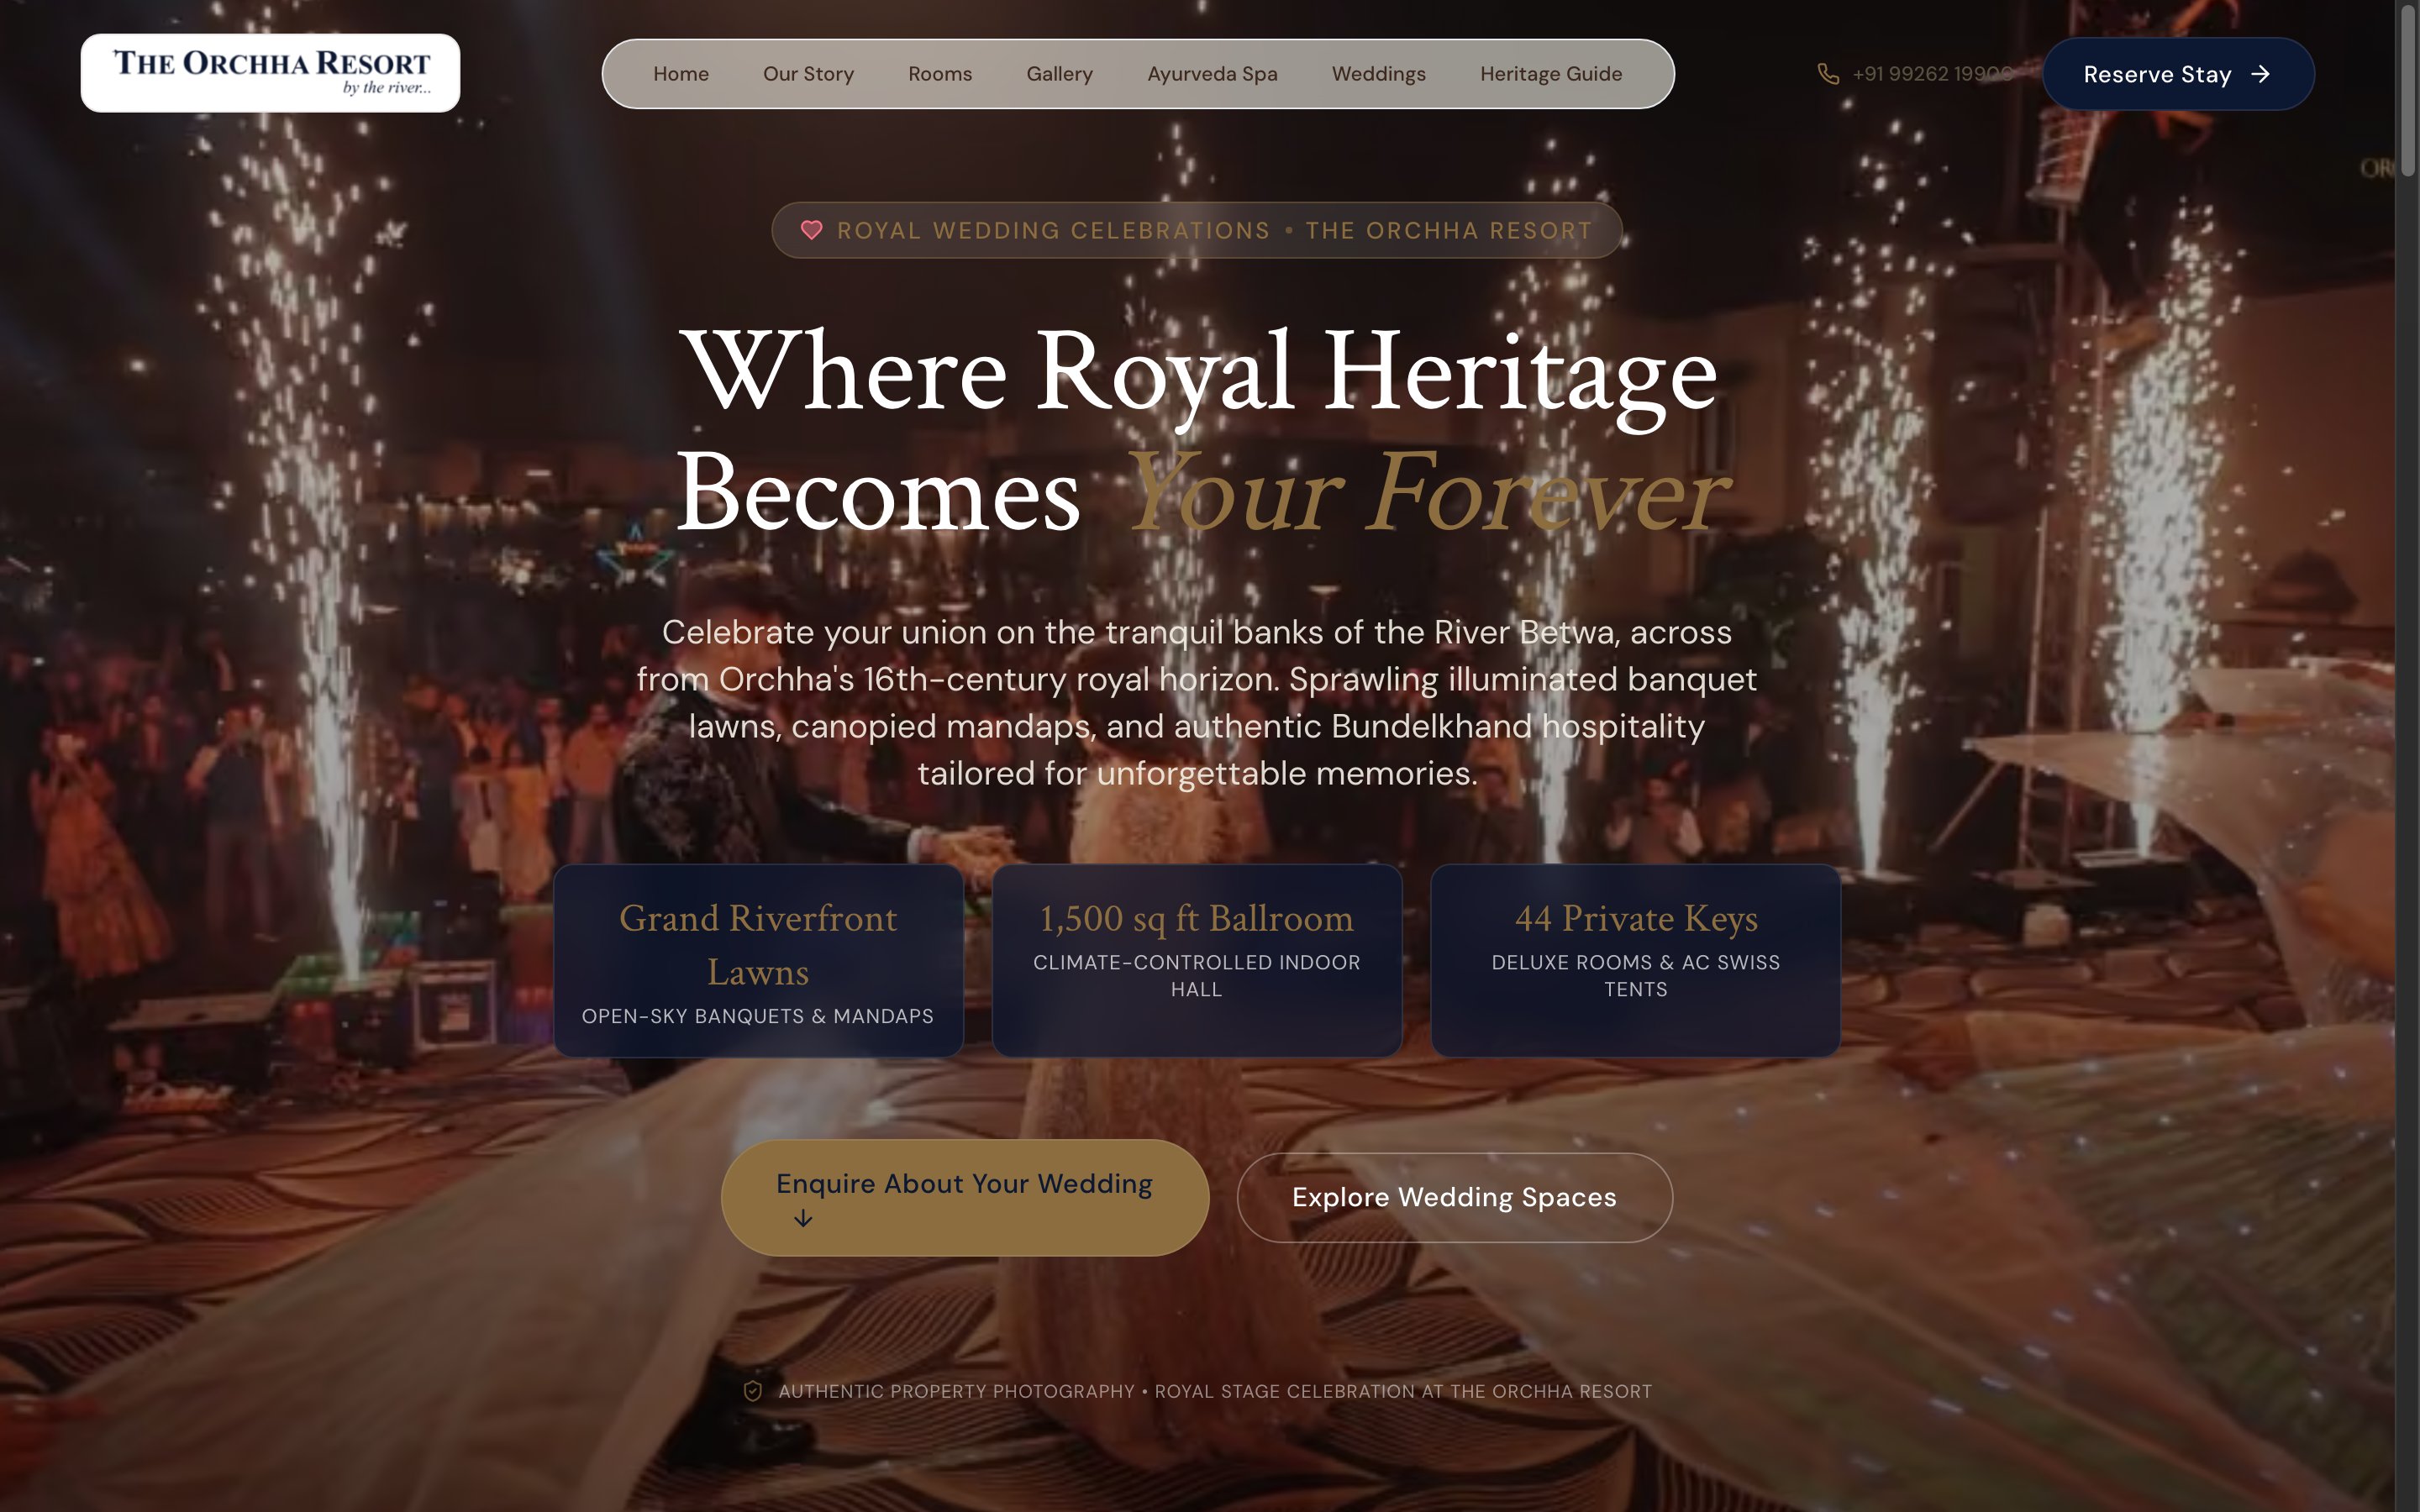 THE ORCHHA RESORT
by the river...
Home
Our Story
Rooms
Gallery
Ayurveda Spa
Weddings
Heritage Guide
+91 99262 19906
Reserve Stay
ROYAL WEDDING CELEBRATIONS • THE ORCHHA RESORT
Where Royal Heritage
Becomes Your Forever
Celebrate your union on the tranquil banks of the River Betwa, across
from Orchha's 16th-century royal horizon. Sprawling illuminated banquet
lawns, canopied mandaps, and authentic Bundelkhand hospitality
tailored for unforgettable memories.
Grand Riverfront
Lawns
OPEN-SKY BANQUETS & MANDAPS
1,500 sq ft Ballroom
CLIMATE-CONTROLLED INDOOR
HALL
44 Private Keys
DELUXE ROOMS & AC SWISS
TENTS
Enquire About Your Wedding
Explore Wedding Spaces
AUTHENTIC PROPERTY PHOTOGRAPHY • ROYAL STAGE CELEBRATION AT THE ORCHHA RESORT